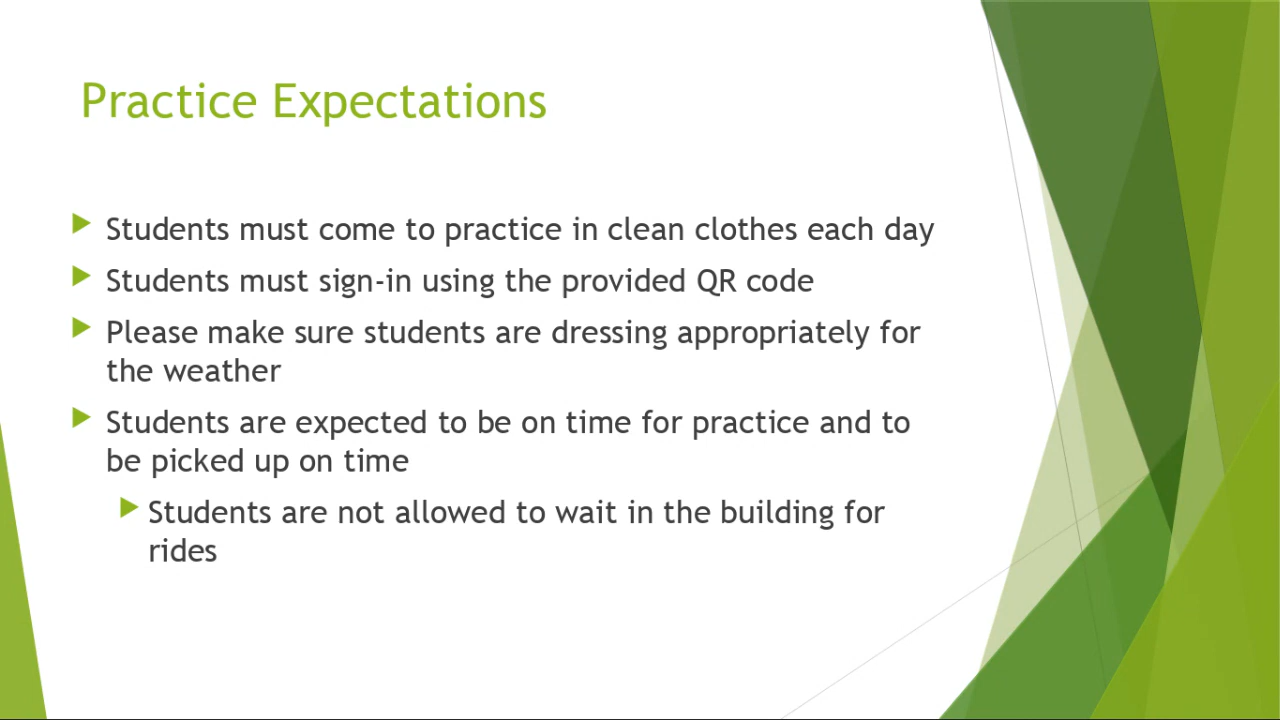 Practice Expectations
Students must come to practice in clean clothes each day
Students must sign-in using the provided QR code
Please make sure students are dressing appropriately for
the weather
Students are expected to be on time for practice and to
be picked up on time
Students are not allowed to wait in the building for
rides